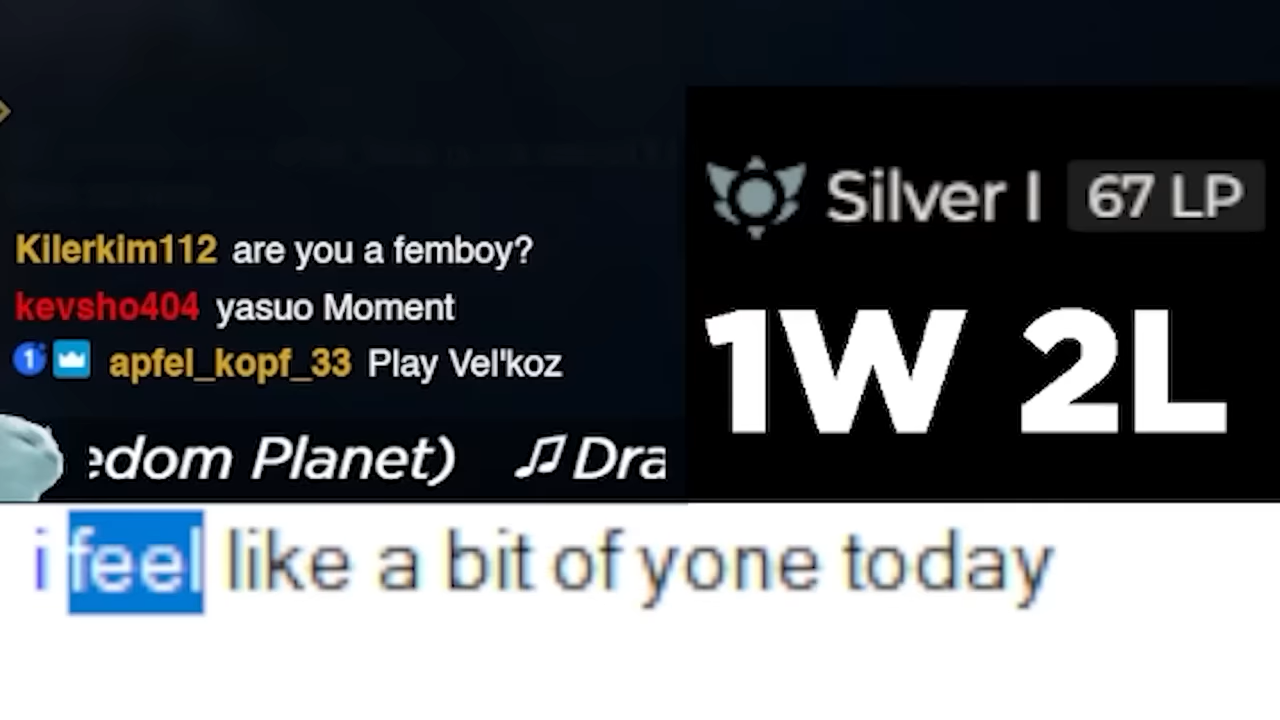 Kilerkim112 are you a femboy?
kevsho404 yasuo Moment
1 apfel_kopf_33 Play Vel'koz
edom Planet) ♫ Dra
Silver I 67 LP
1W 2L
i feel like a bit of yone today